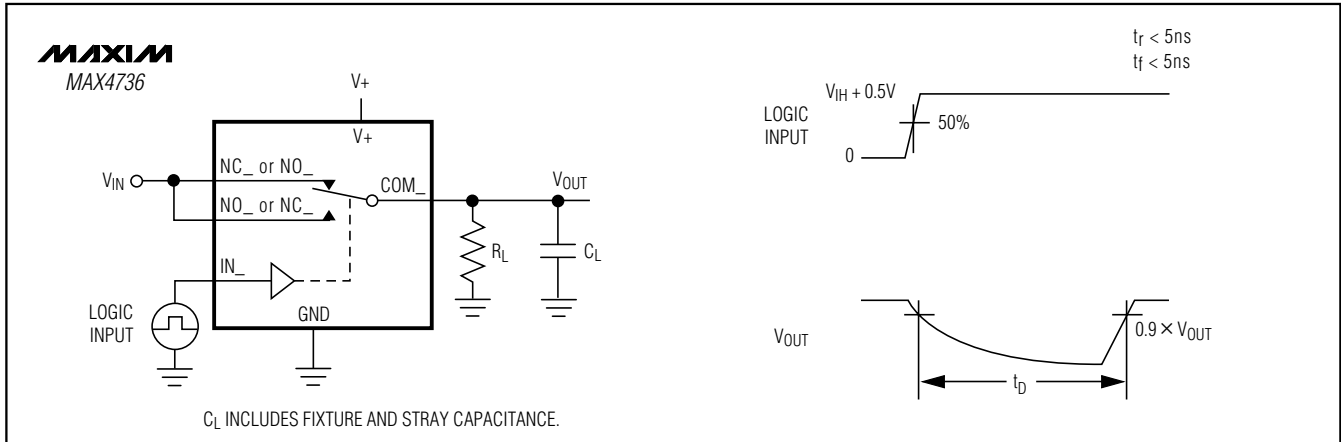 MAXIM
MAX4736
V+
V+
NC_ or NO_
VIN
COM_
VOUT
NO_ or NC_
RL
CL
IN_
LOGIC
INPUT
GND
CL INCLUDES FIXTURE AND STRAY CAPACITANCE.
tr < 5ns
tf < 5ns
VIH + 0.5V
LOGIC
INPUT
50%
0
VOUT
0.9 × VOUT
tD